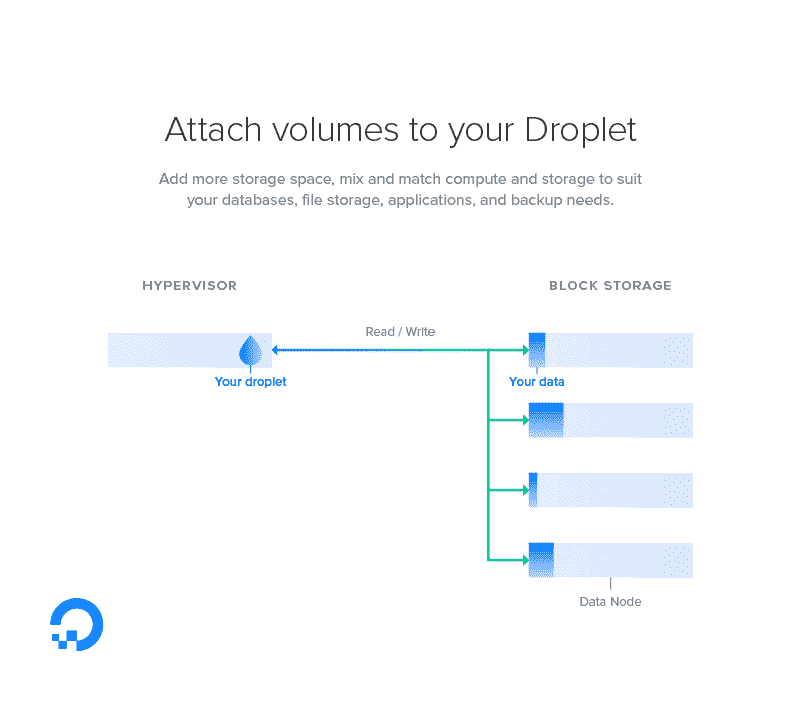 Attach volumes to your Droplet
Add more storage space, mix and match compute and storage to suit
your databases, file storage, applications, and backup needs.
HYPERVISOR
BLOCK STORAGE
Read / Write
Your droplet
Your data
Data Node